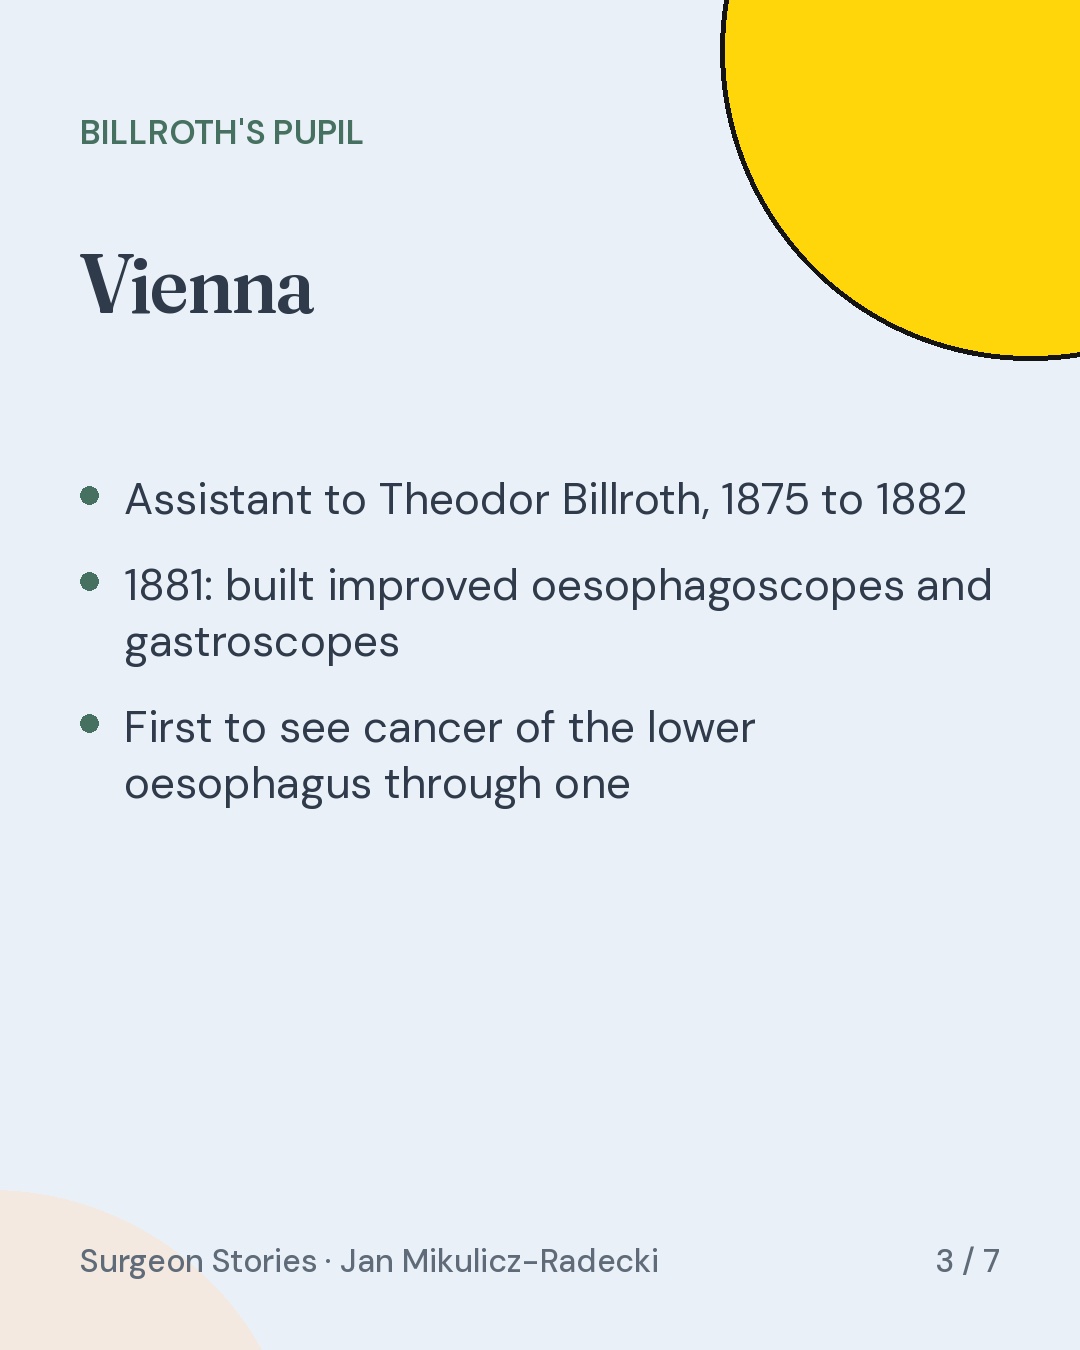 BILLROTH'S PUPIL
Vienna
Assistant to Theodor Billroth, 1875 to 1882
1881: built improved oesophagoscopes and
gastroscopes
First to see cancer of the lower
oesophagus through one
Surgeon Stories · Jan Mikulicz-Radecki
3 / 7